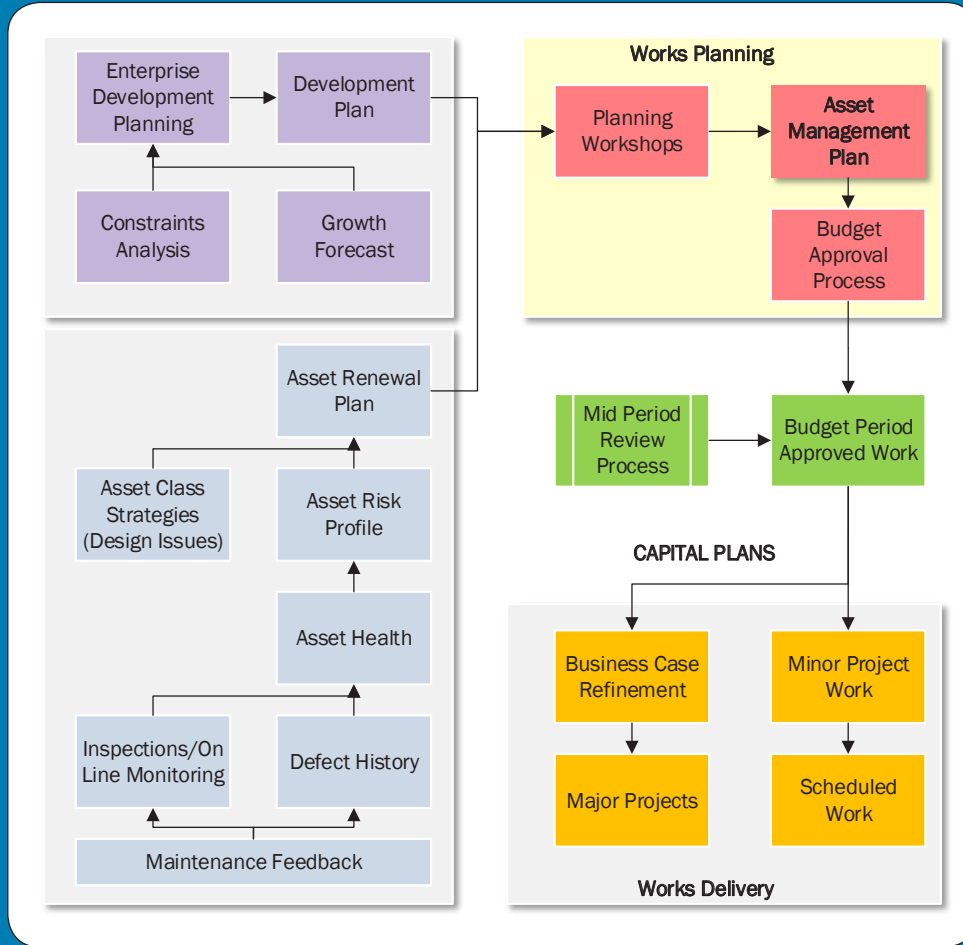 Enterprise
Development
Planning
Development
Plan
Constraints
Analysis
Growth
Forecast
Works Planning
Planning
Workshops
Asset
Management
Plan
Budget
Approval
Process
Asset Renewal
Plan
Asset Class
Strategies
(Design Issues)
Asset Risk
Profile
Asset Health
Inspections/On
Line Monitoring
Defect History
Maintenance Feedback
Mid Period
Review
Process
Budget Period
Approved Work
CAPITAL PLANS
Business Case
Refinement
Minor Project
Work
Major Projects
Scheduled
Work
Works Delivery